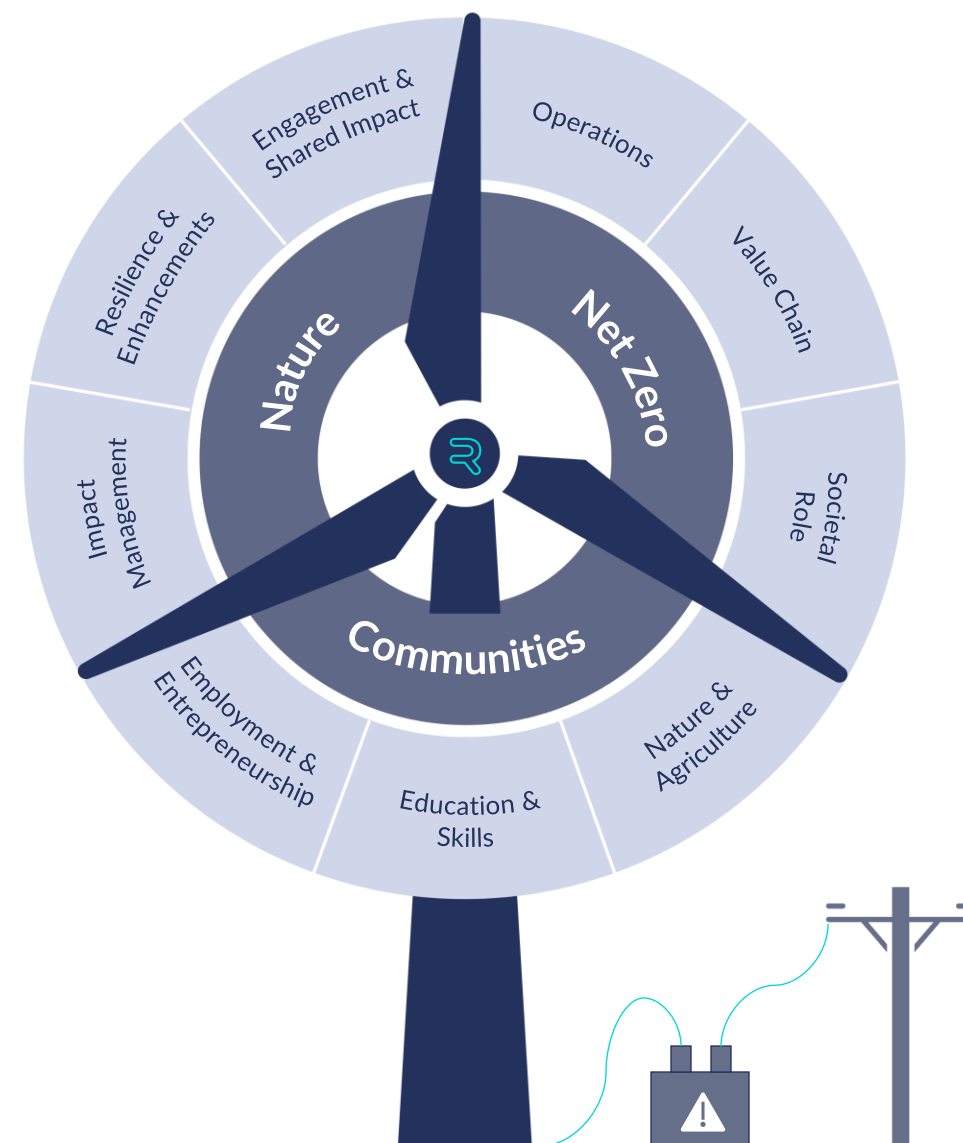 Engagement &
Shared Impact
Operations
Resilience &
Enhancements
Value Chain
Nature
Net Zero
Impact
Management
Societal
Role
Communities
Employment &
Entrepreneurship
Nature &
Agriculture
Education &
Skills